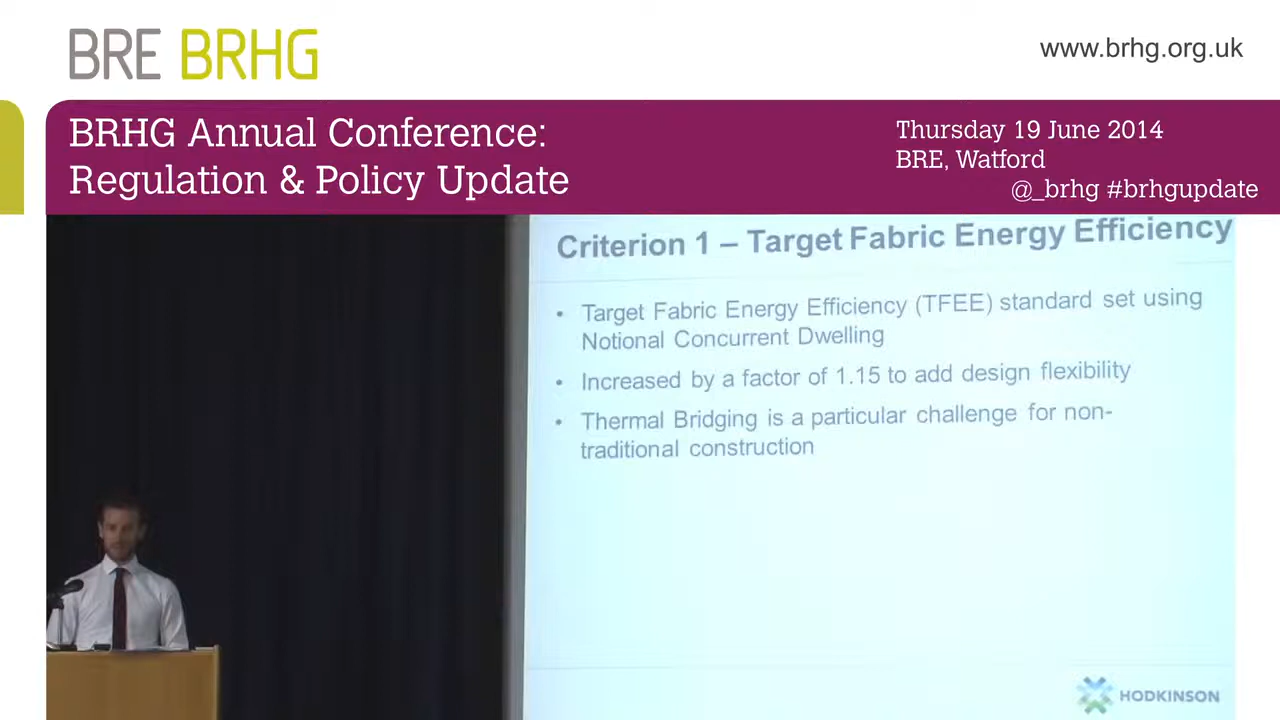 BRE BRHG
www.brhg.org.uk
BRHG Annual Conference:
Regulation & Policy Update
Thursday 19 June 2014
BRE, Watford
@_brhg #brhgupdate
Criterion 1 – Target Fabric Energy Efficiency
• Target Fabric Energy Efficiency (TFEE) standard set using
Notional Concurrent Dwelling
• Increased by a factor of 1.15 to add design flexibility
• Thermal Bridging is a particular challenge for non-
traditional construction
HODKINSON